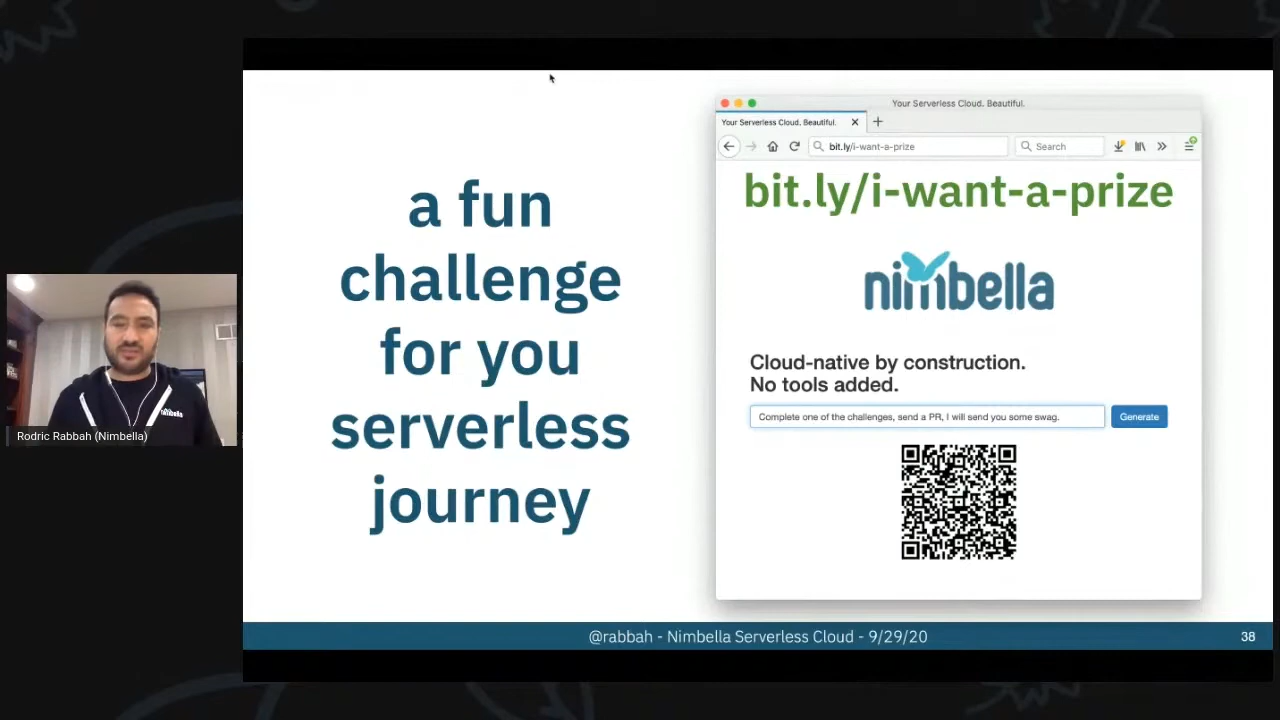 a fun
challenge
for you
serverless
journey
Your Serverless Cloud. Beautiful.
Your Serverless Cloud. Beautiful.
bit.ly/i-want-a-prize
Search
bit.ly/i-want-a-prize
nimbella
Cloud-native by construction.
No tools added.
Complete one of the challenges, send a PR, I will send you some swag.
Generate
nimbella
Rodric Rabbah (Nimbella)
@rabbah - Nimbella Serverless Cloud - 9/29/20
38